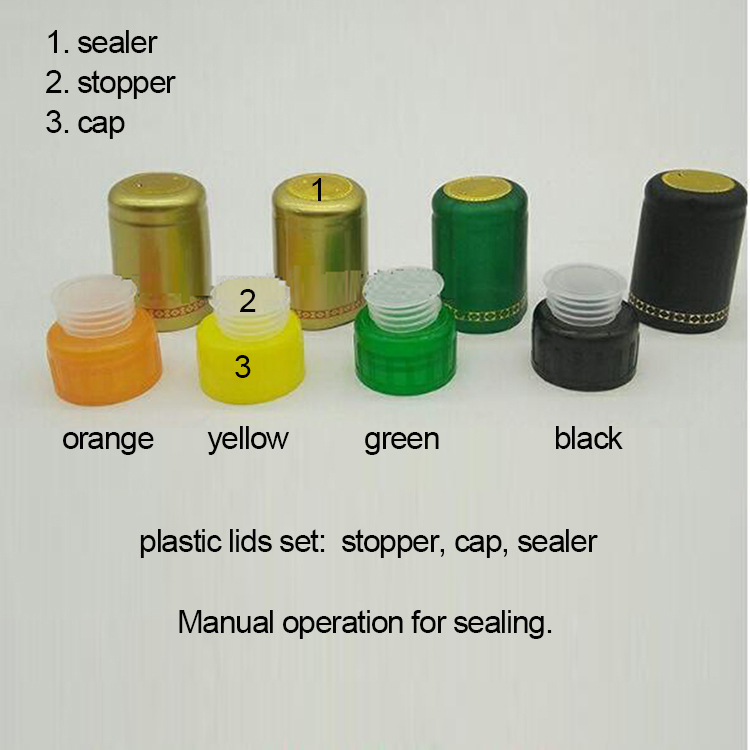 1. sealer
2. stopper
3. cap
1
2
3
orange yellow green black
plastic lids set: stopper, cap, sealer
Manual operation for sealing.